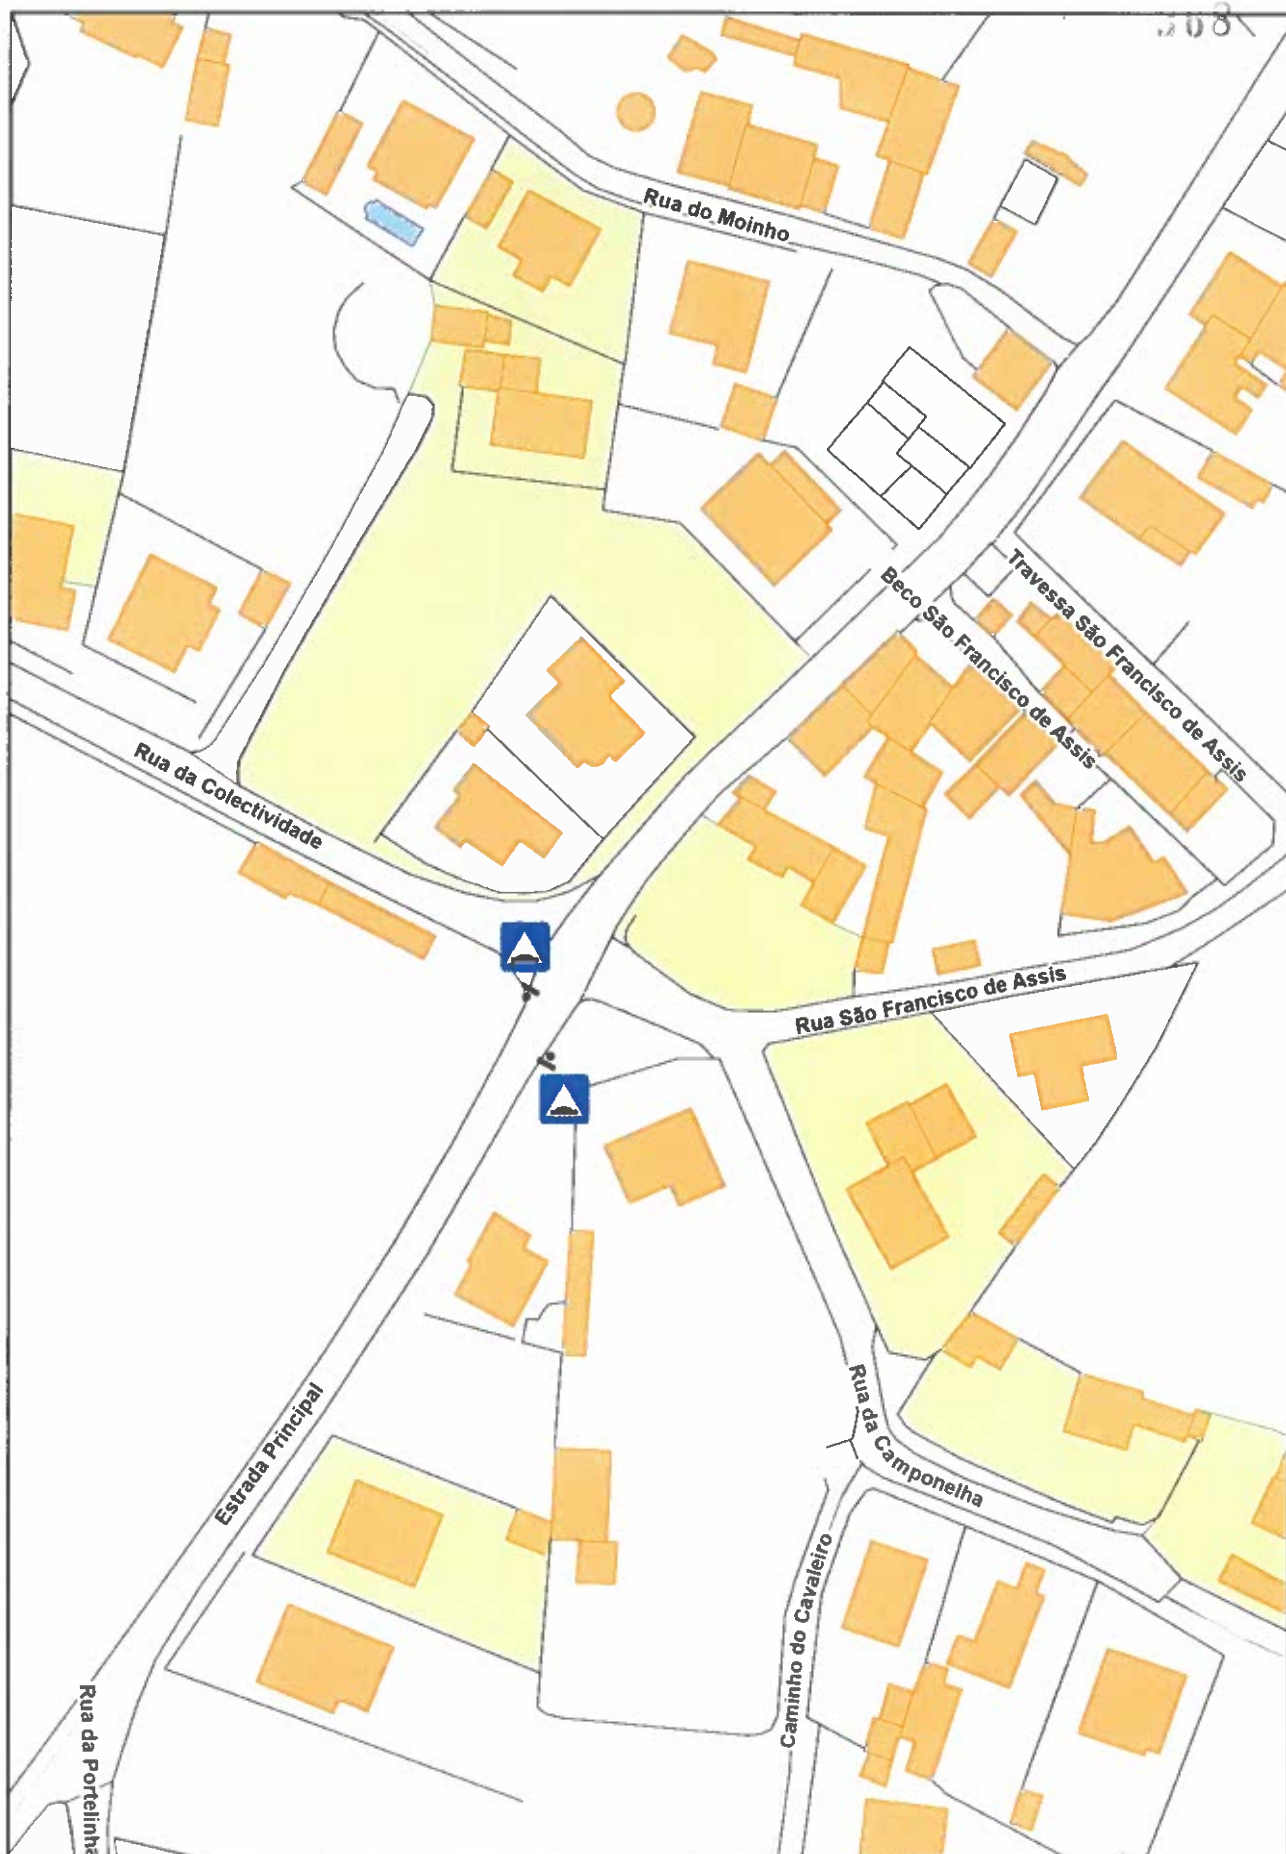 Rua do Moinho
Travessa São Francisco de Assis
Beco São Francisco de Assis
Rua da Colectividade
Rua São Francisco de Assis
Rua da Camponelha
Estrada Principal
Caminho do Cavaleiro
Rua da Portelinha